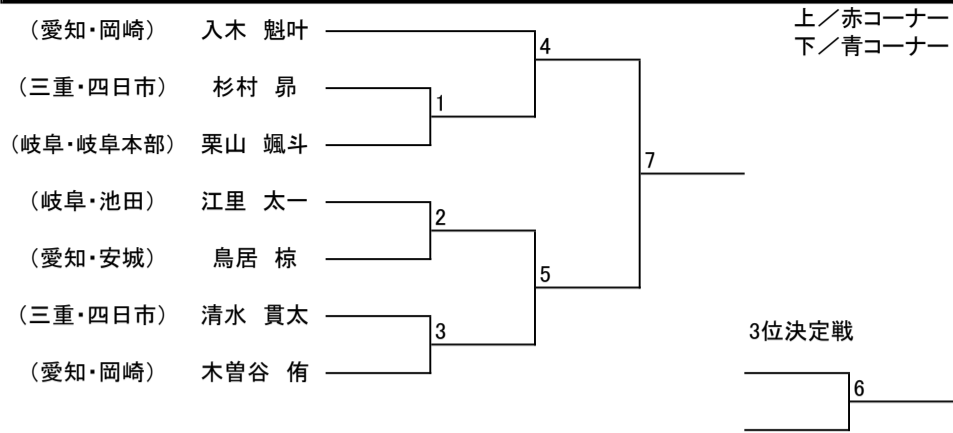 上／赤コーナー
下／青コーナー
（愛知・岡崎） 入木 魁叶
4
（三重・四日市） 杉村 昴
1
（岐阜・岐阜本部） 栗山 颯斗
7
（岐阜・池田） 江里 太一
2
（愛知・安城） 鳥居 椋
5
（三重・四日市） 清水 貫太
3
3位決定戦
（愛知・岡崎） 木曽谷 侑
6